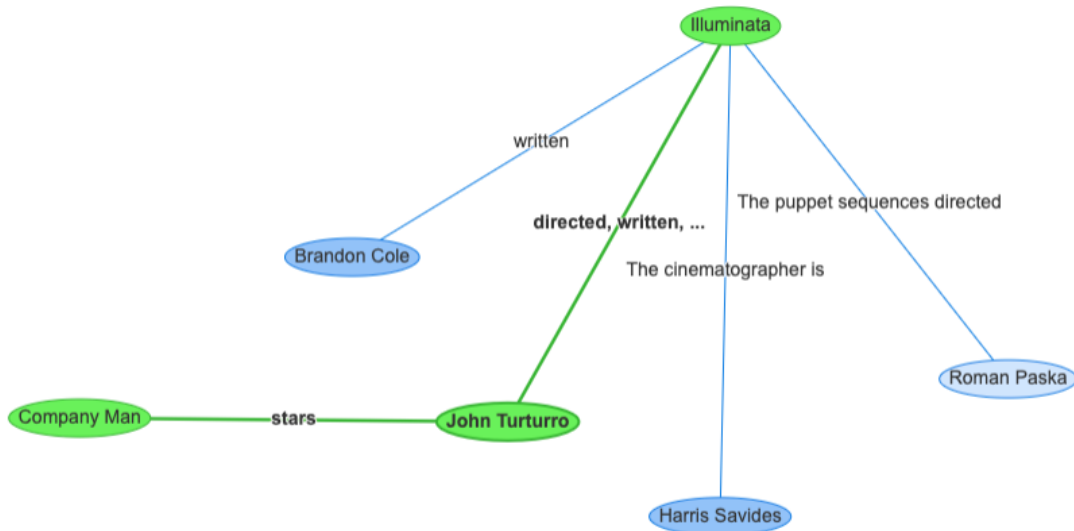 Illuminata
written
The puppet sequences directed
directed, written, ...
Brandon Cole
The cinematographer is
Roman Paska
Company Man
stars
John Turturro
Harris Savides